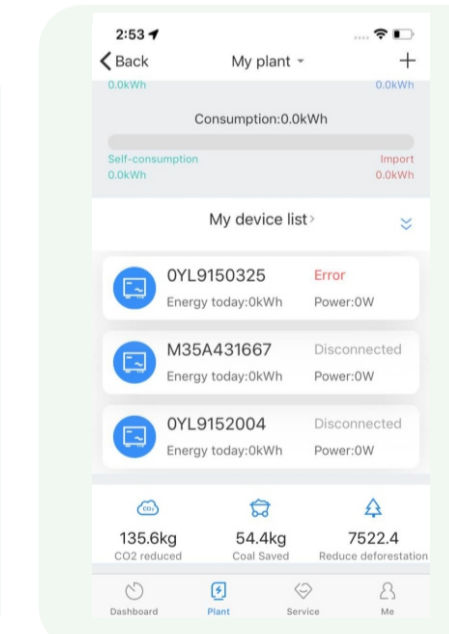 2:53
Back My plant +
0.0kWh 0.0kWh
Consumption:0.0kWh
Self-consumption Import
0.0kWh 0.0kWh
My device list
0YL9150325 Error
Energy today:0kWh Power:0W
M35A431667 Disconnected
Energy today:0kWh Power:0W
0YL9152004 Disconnected
Energy today:0kWh Power:0W
CO₂
135.6kg 54.4kg 7522.4
CO2 reduced Coal Saved Reduce deforestation
Dashboard Plant Service Me